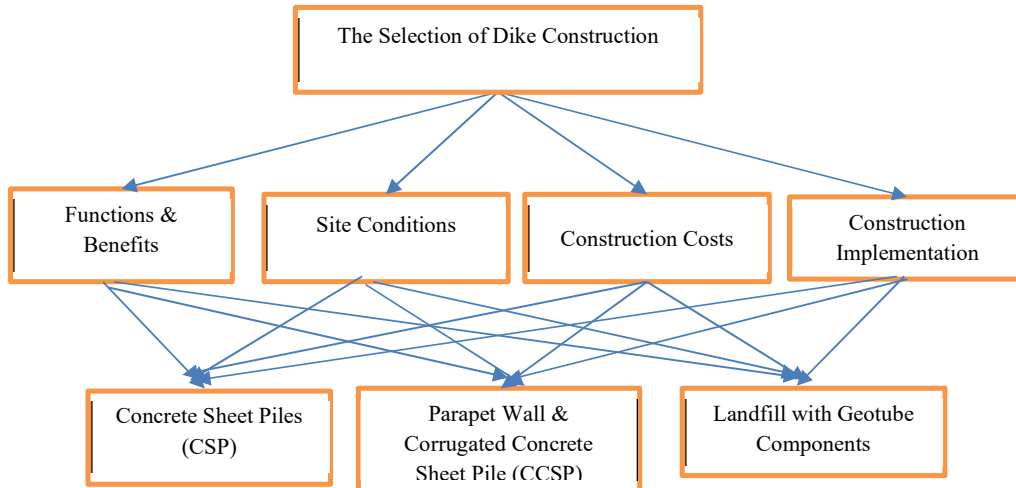 The Selection of Dike Construction
Functions &
Benefits
Site Conditions
Construction Costs
Construction
Implementation
Concrete Sheet Piles
(CSP)
Parapet Wall &
Corrugated Concrete
Sheet Pile (CCSP)
Landfill with Geotube
Components